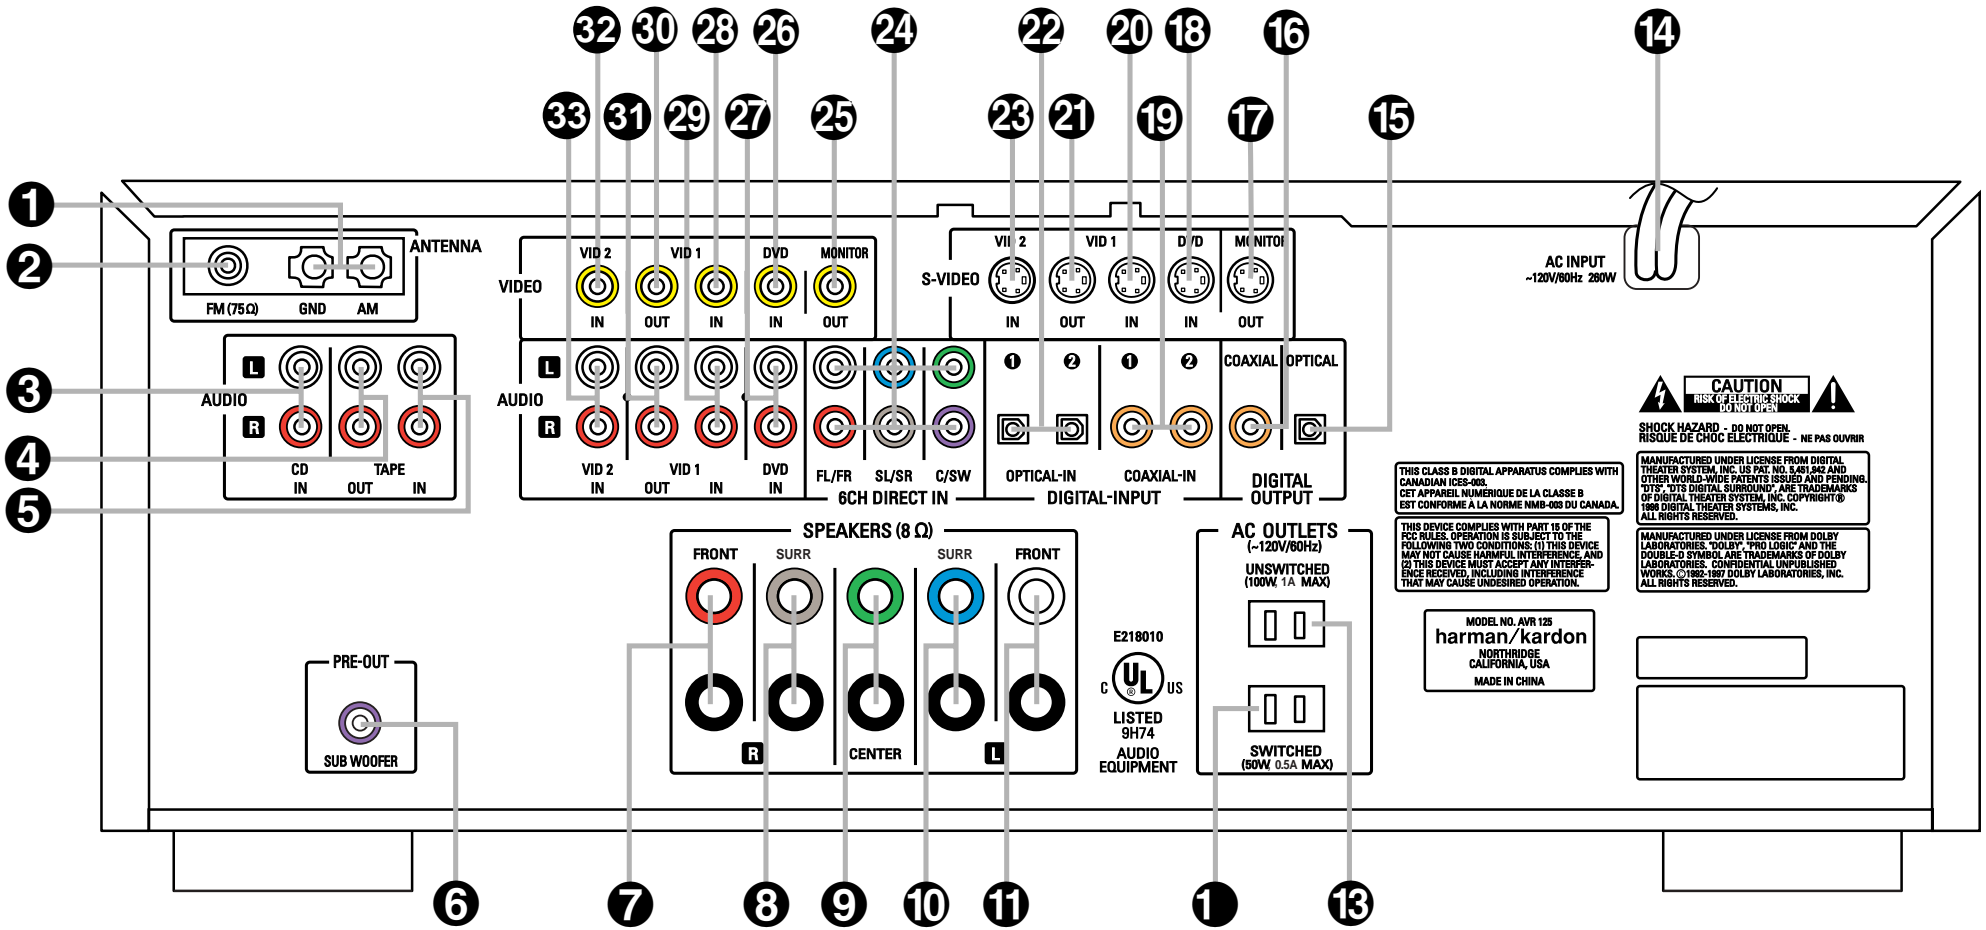 32 30 28 26 24 22 20 18 16 14
33 31 29 27 25 23 21 19 17 15
1
2
3
4
5
ANTENNA
FM (75Ω) GND AM
L
AUDIO
R
CD TAPE
IN OUT IN
VID 2 VID 1 DVD MONITOR
VIDEO
IN OUT IN IN OUT
L
AUDIO
R
VID 2 VID 1 DVD
IN OUT IN IN
FL/FR SL/SR C/SW
6CH DIRECT IN
VID 2 VID 1 DVD MONITOR
S-VIDEO
IN OUT IN IN OUT
1 2 1 2
OPTICAL-IN COAXIAL-IN
DIGITAL-INPUT
COAXIAL OPTICAL
DIGITAL
OUTPUT
AC INPUT
~120V/60Hz 260W
CAUTION
RISK OF ELECTRIC SHOCK
DO NOT OPEN
SHOCK HAZARD - DO NOT OPEN.
RISQUE DE CHOC ELECTRIQUE - NE PAS OUVRIR
MANUFACTURED UNDER LICENSE FROM DIGITAL
THEATER SYSTEM, INC. US PAT. NO. 5,451,942 AND
OTHER WORLD-WIDE PATENTS ISSUED AND PENDING.
"DTS", "DTS DIGITAL SURROUND", ARE TRADEMARKS
OF DIGITAL THEATER SYSTEM, INC. COPYRIGHT®
1996 DIGITAL THEATER SYSTEMS, INC.
ALL RIGHTS RESERVED.
MANUFACTURED UNDER LICENSE FROM DOLBY
LABORATORIES. "DOLBY", "PRO LOGIC" AND THE
DOUBLE-D SYMBOL ARE TRADEMARKS OF DOLBY
LABORATORIES. CONFIDENTIAL UNPUBLISHED
WORKS. ©1992-1997 DOLBY LABORATORIES, INC.
ALL RIGHTS RESERVED.
THIS CLASS B DIGITAL APPARATUS COMPLIES WITH
CANADIAN ICES-003.
CET APPAREIL NUMÉRIQUE DE LA CLASSE B
EST CONFORME À LA NORME NMB-003 DU CANADA.
THIS DEVICE COMPLIES WITH PART 15 OF THE
FCC RULES. OPERATION IS SUBJECT TO THE
FOLLOWING TWO CONDITIONS: (1) THIS DEVICE
MAY NOT CAUSE HARMFUL INTERFERENCE, AND
(2) THIS DEVICE MUST ACCEPT ANY INTERFER-
ENCE RECEIVED, INCLUDING INTERFERENCE
THAT MAY CAUSE UNDESIRED OPERATION.
MODEL NO. AVR 125
harman/kardon
NORTHRIDGE
CALIFORNIA, USA
MADE IN CHINA
PRE-OUT
SUB WOOFER
SPEAKERS (8 Ω)
FRONT SURR SURR FRONT
R CENTER L
E218010
C UL ® US
LISTED
9H74
AUDIO
EQUIPMENT
AC OUTLETS
(~120V/60Hz)
UNSWITCHED
(100W, 1A MAX)
SWITCHED
(50W, 0.5A MAX)
6 7 8 9 10 11 1 13